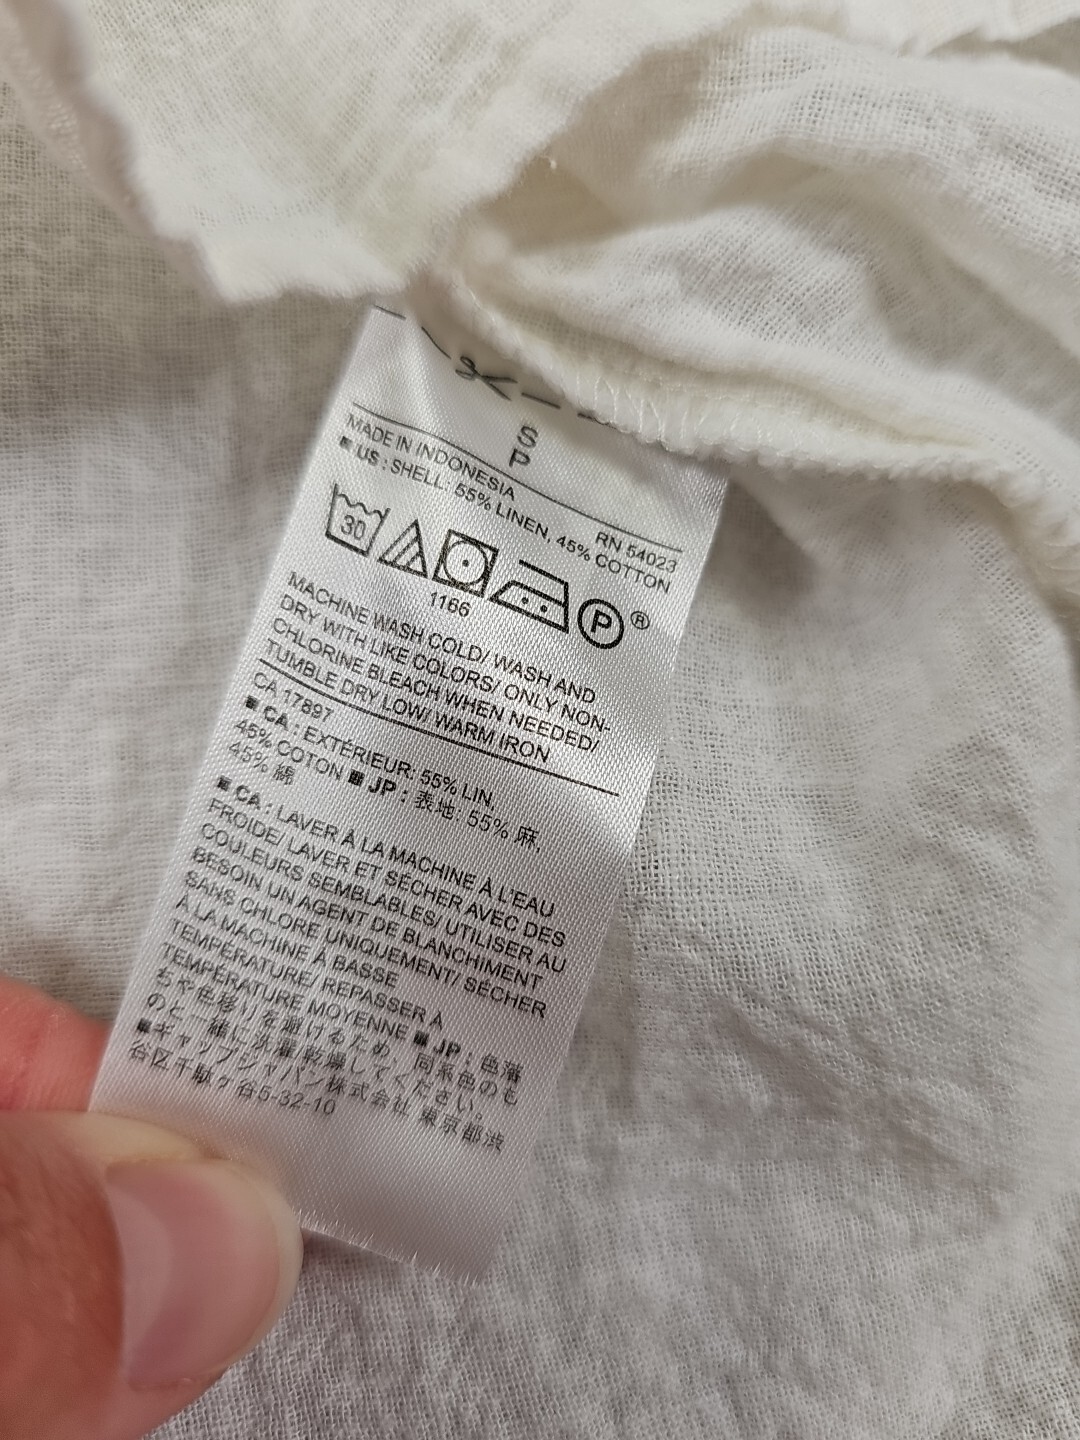 S
P
MADE IN INDONESIA
RN 54023
■ US : SHELL: 55% LINEN, 45% COTTON
30
P ®
1166
MACHINE WASH COLD/ WASH AND
DRY WITH LIKE COLORS/ ONLY NON-
CHLORINE BLEACH WHEN NEEDED/
TUMBLE DRY LOW/ WARM IRON
CA 17897
■ CA : EXTÉRIEUR: 55% LIN,
45% COTON ■ JP : 表地: 55% 麻,
45% 綿
■ CA : LAVER À LA MACHINE À L'EAU
FROIDE/ LAVER ET SÉCHER AVEC DES
COULEURS SEMBLABLES/ UTILISER AU
BESOIN UN AGENT DE BLANCHIMENT
SANS CHLORE UNIQUEMENT/ SÉCHER
À LA MACHINE À BASSE
TEMPÉRATURE/ REPASSER À
TEMPÉRATURE MOYENNE ■ JP : 色落
ちや色移りを避けるため、同系色のも
のと一緒に洗濯乾燥してください。
■ギャップジャパン株式会社 東京都渋
谷区千駄ヶ谷5-32-10